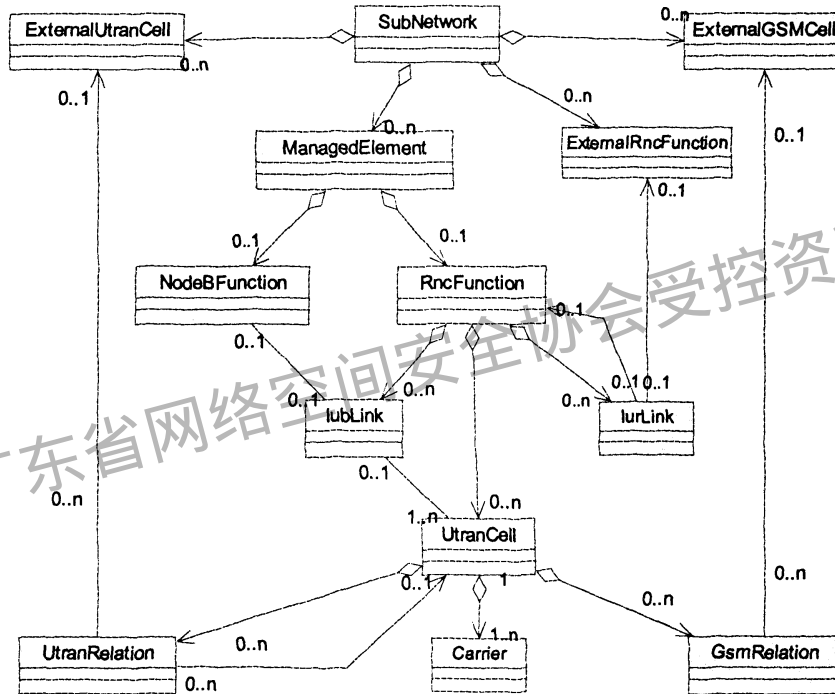 ExternalUtranCell
SubNetwork
ExternalGSMCell
0..n
0..n
0..1
0..n
0..n
0..1
ManagedElement
ExternalRncFunction
0..1
0..1
0..1
NodeBFunction
RncFunction
0..1
0..1
0..1
0..n
0..n
0..1
0..1
IubLink
IurLink
0..1
0..n
1..n
0..n
UtranCell
0..1
1
0..n
0..n
0..n
1..n
UtranRelation
Carrier
GsmRelation
0..n
广东省网络空间安全协会受控资